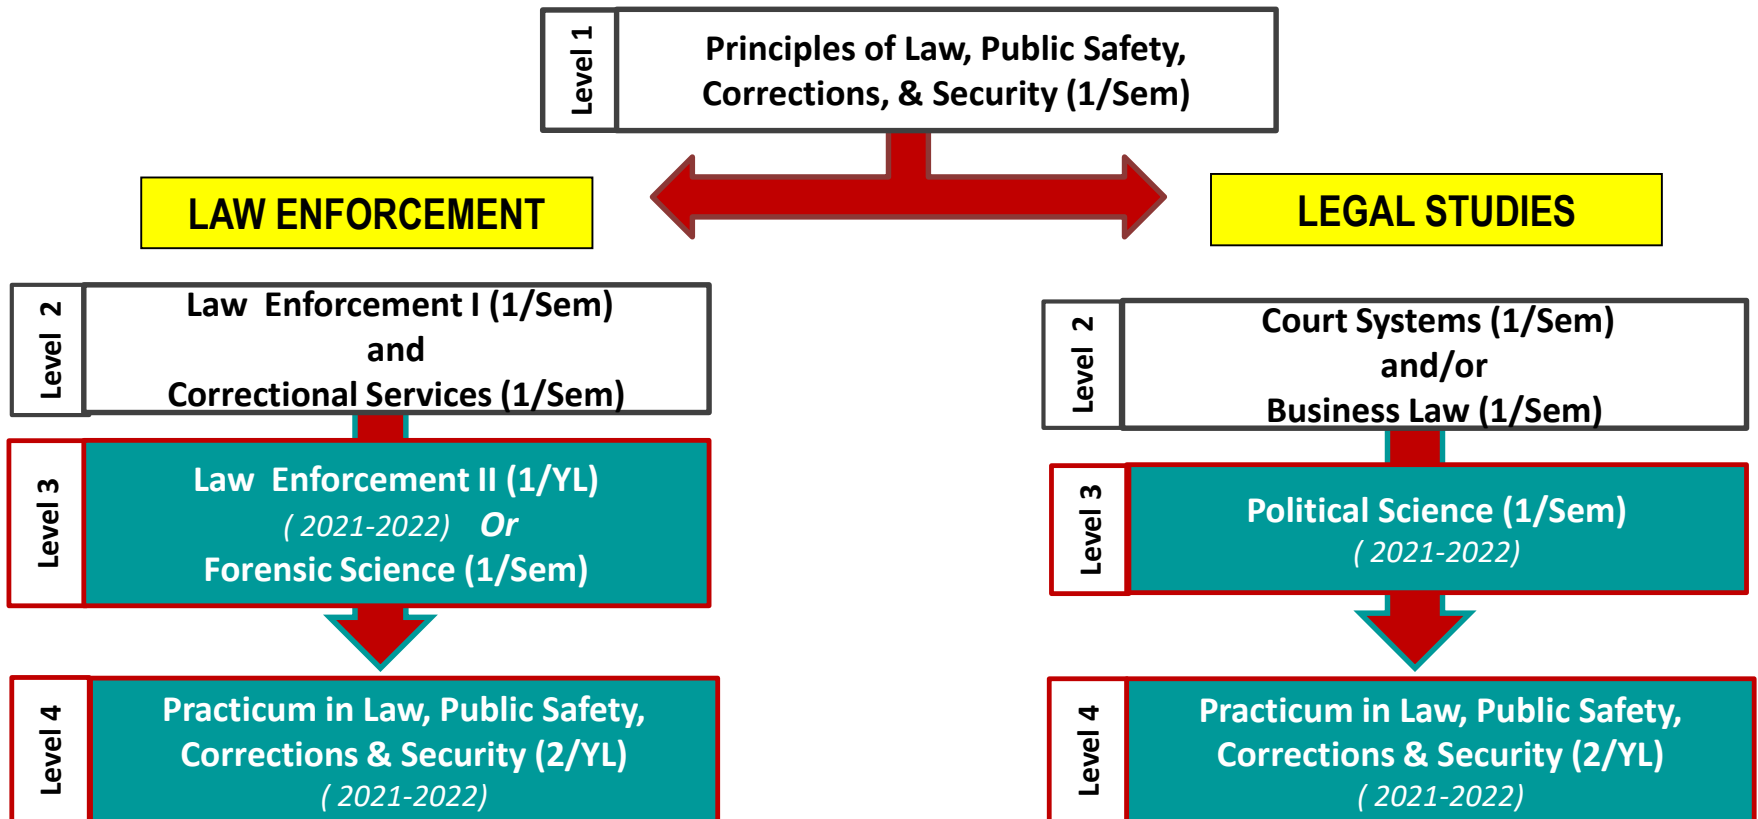 Level 1
Principles of Law, Public Safety,
Corrections, & Security (1/Sem)
LAW ENFORCEMENT
LEGAL STUDIES
Level 2
Law Enforcement I (1/Sem)
and
Correctional Services (1/Sem)
Level 2
Court Systems (1/Sem)
and/or
Business Law (1/Sem)
Level 3
Law Enforcement II (1/YL)
( 2021-2022) Or
Forensic Science (1/Sem)
Level 3
Political Science (1/Sem)
( 2021-2022)
Level 4
Practicum in Law, Public Safety,
Corrections & Security (2/YL)
( 2021-2022)
Level 4
Practicum in Law, Public Safety,
Corrections & Security (2/YL)
( 2021-2022)